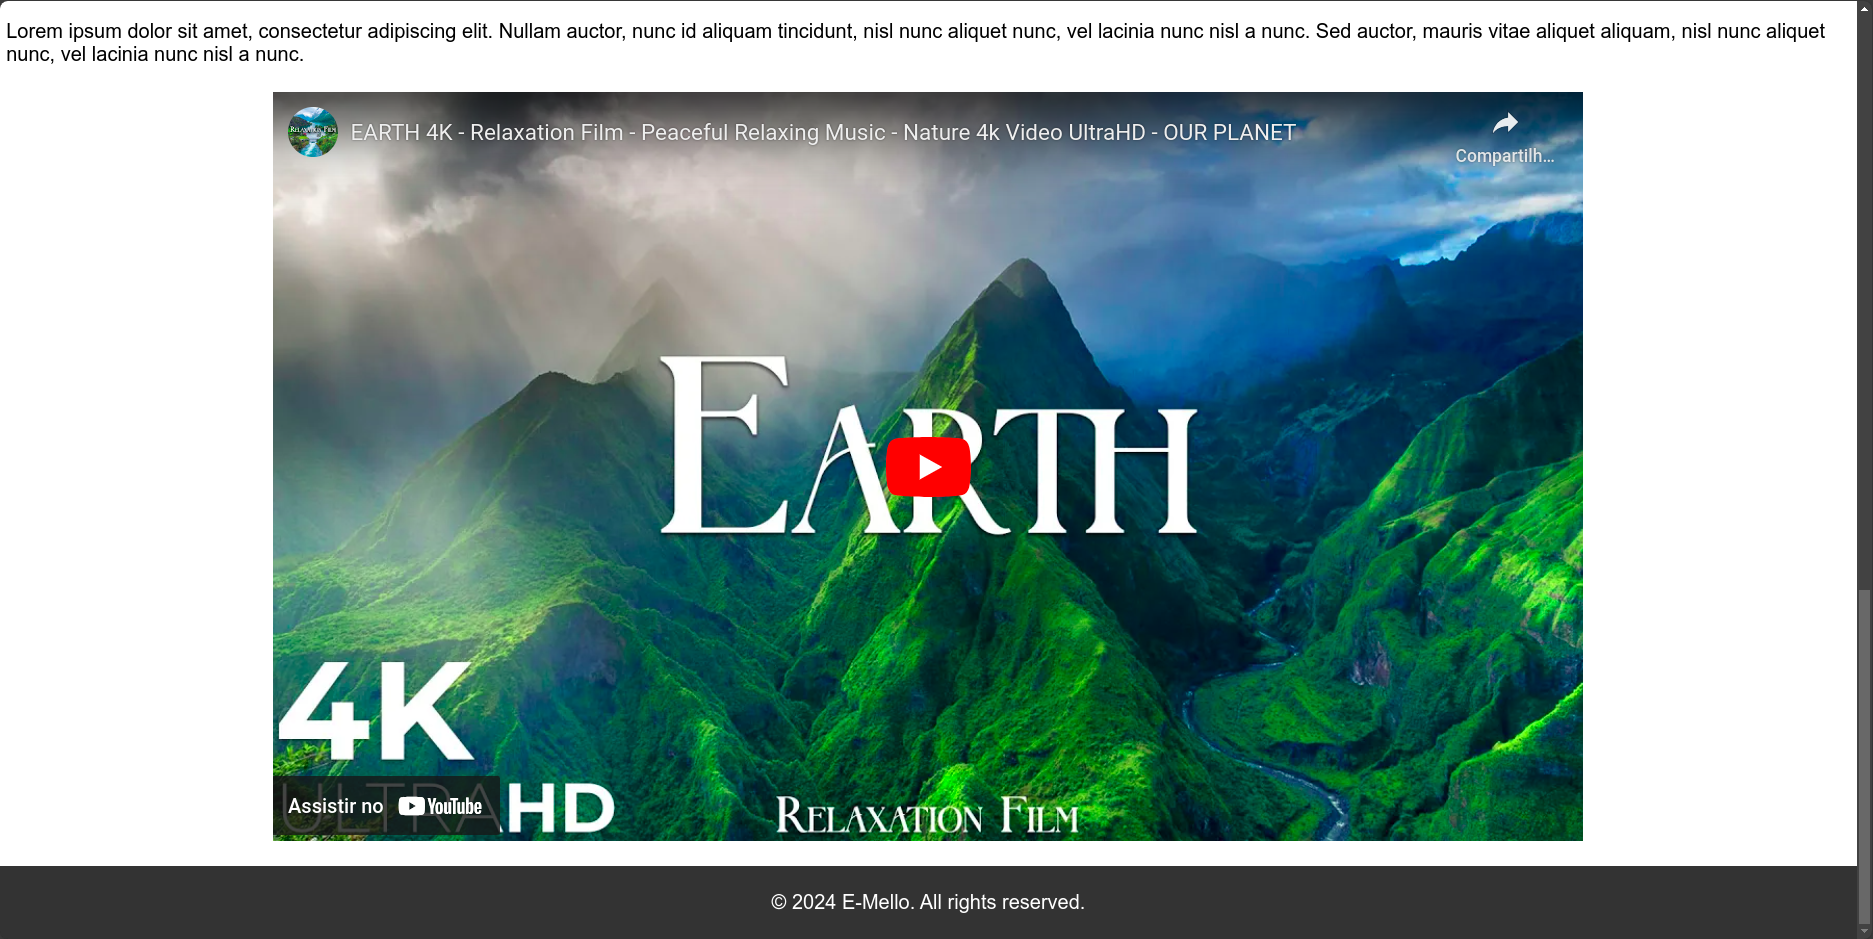 Lorem ipsum dolor sit amet, consectetur adipiscing elit. Nullam auctor, nunc id aliquam tincidunt, nisl nunc aliquet nunc, vel lacinia nunc nisl a nunc. Sed auctor, mauris vitae aliquet aliquam, nisl nunc aliquet
nunc, vel lacinia nunc nisl a nunc.
RELAXATION FILM
EARTH 4K - Relaxation Film - Peaceful Relaxing Music - Nature 4k Video UltraHD - OUR PLANET
Compartilh...
EARTH
4K
ULTRA HD
Assistir no YouTube
RELAXATION FILM
© 2024 E-Mello. All rights reserved.